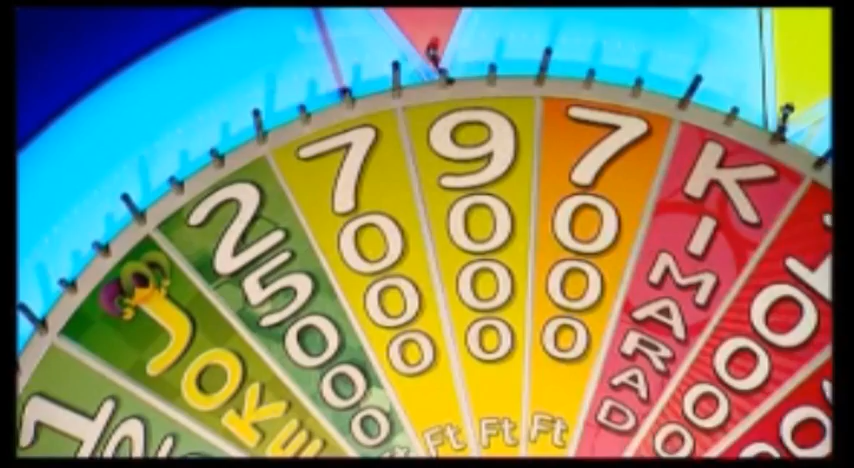 JOKER
25000
7000 Ft
9000 Ft
7000 Ft
KIMARAD